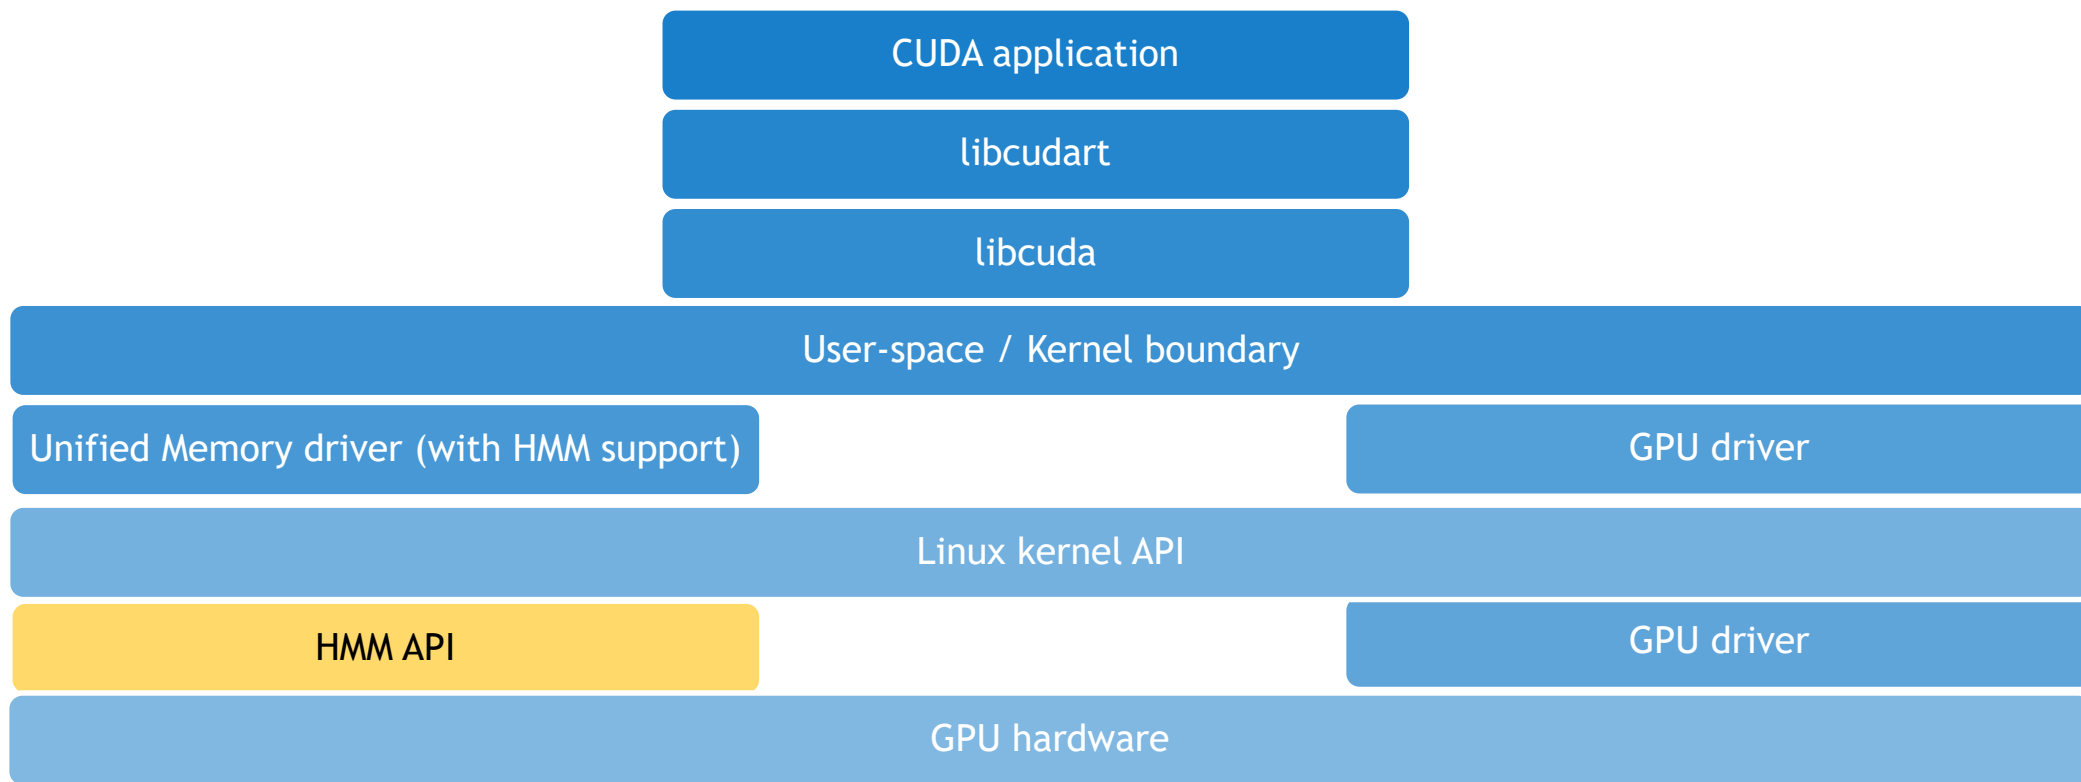 CUDA application
libcudart
libcuda
User-space / Kernel boundary
Unified Memory driver (with HMM support)
GPU driver
Linux kernel API
HMM API
GPU driver
GPU hardware